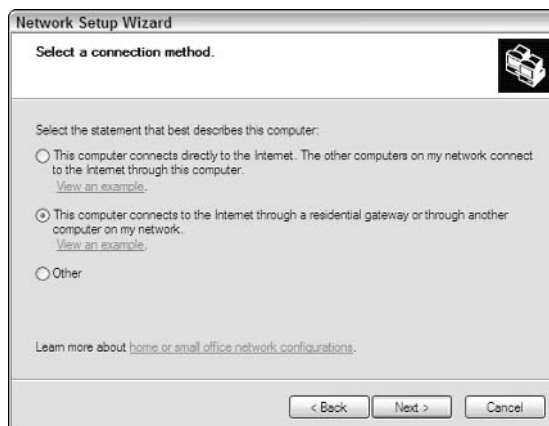 Network Setup Wizard
Select a connection method.
Select the statement that best describes this computer:
This computer connects directly to the Internet. The other computers on my network connect
to the Internet through this computer.
View an example.
This computer connects to the Internet through a residential gateway or through another
computer on my network.
View an example.
Other
Learn more about home or small office network configurations.
< Back
Next >
Cancel